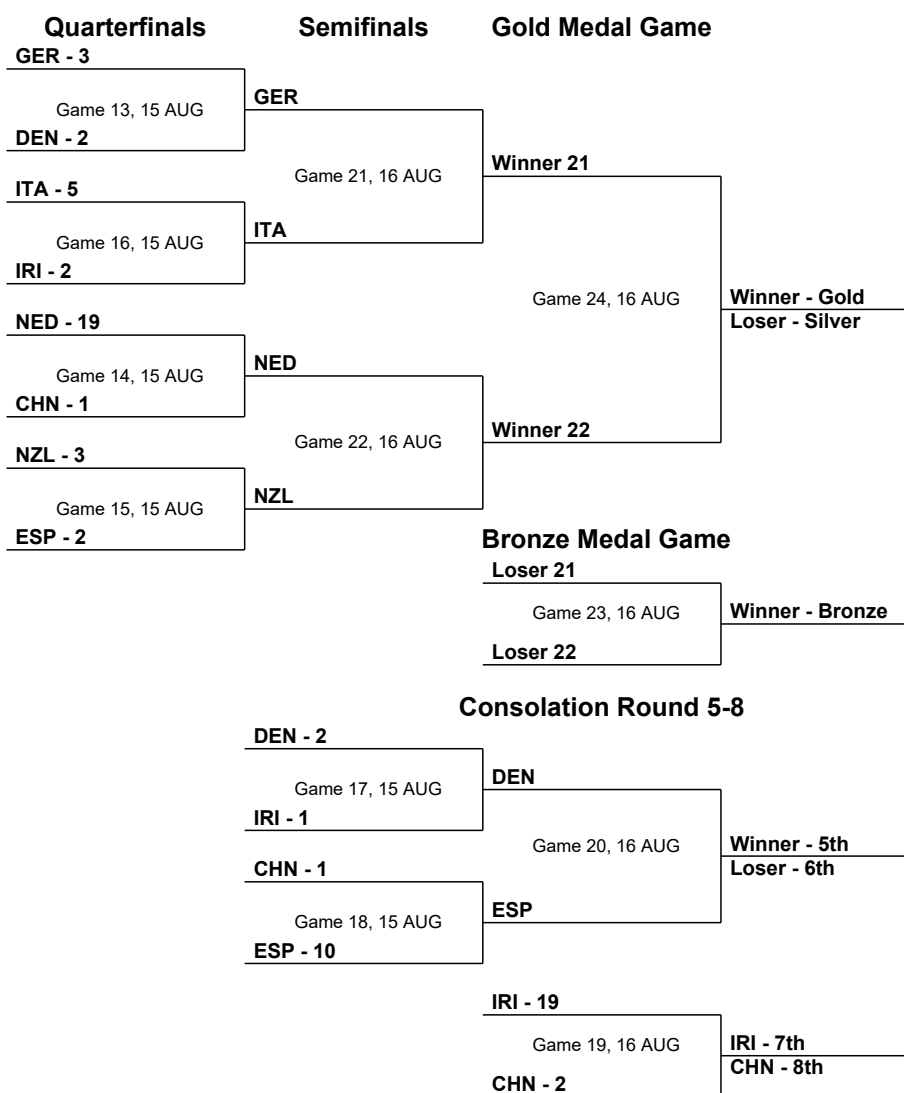 Quarterfinals Semifinals Gold Medal Game
GER - 3
Game 13, 15 AUG
GER
DEN - 2
Game 21, 16 AUG
Winner 21
ITA - 5
Game 16, 15 AUG
ITA
IRI - 2
Game 24, 16 AUG
Winner - Gold
Loser - Silver
NED - 19
Game 14, 15 AUG
NED
CHN - 1
Game 22, 16 AUG
Winner 22
NZL - 3
Game 15, 15 AUG
NZL
ESP - 2
Bronze Medal Game
Loser 21
Game 23, 16 AUG
Winner - Bronze
Loser 22
Consolation Round 5-8
DEN - 2
Game 17, 15 AUG
DEN
IRI - 1
Game 20, 16 AUG
Winner - 5th
Loser - 6th
CHN - 1
Game 18, 15 AUG
ESP
ESP - 10
IRI - 19
Game 19, 16 AUG
IRI - 7th
CHN - 8th
CHN - 2